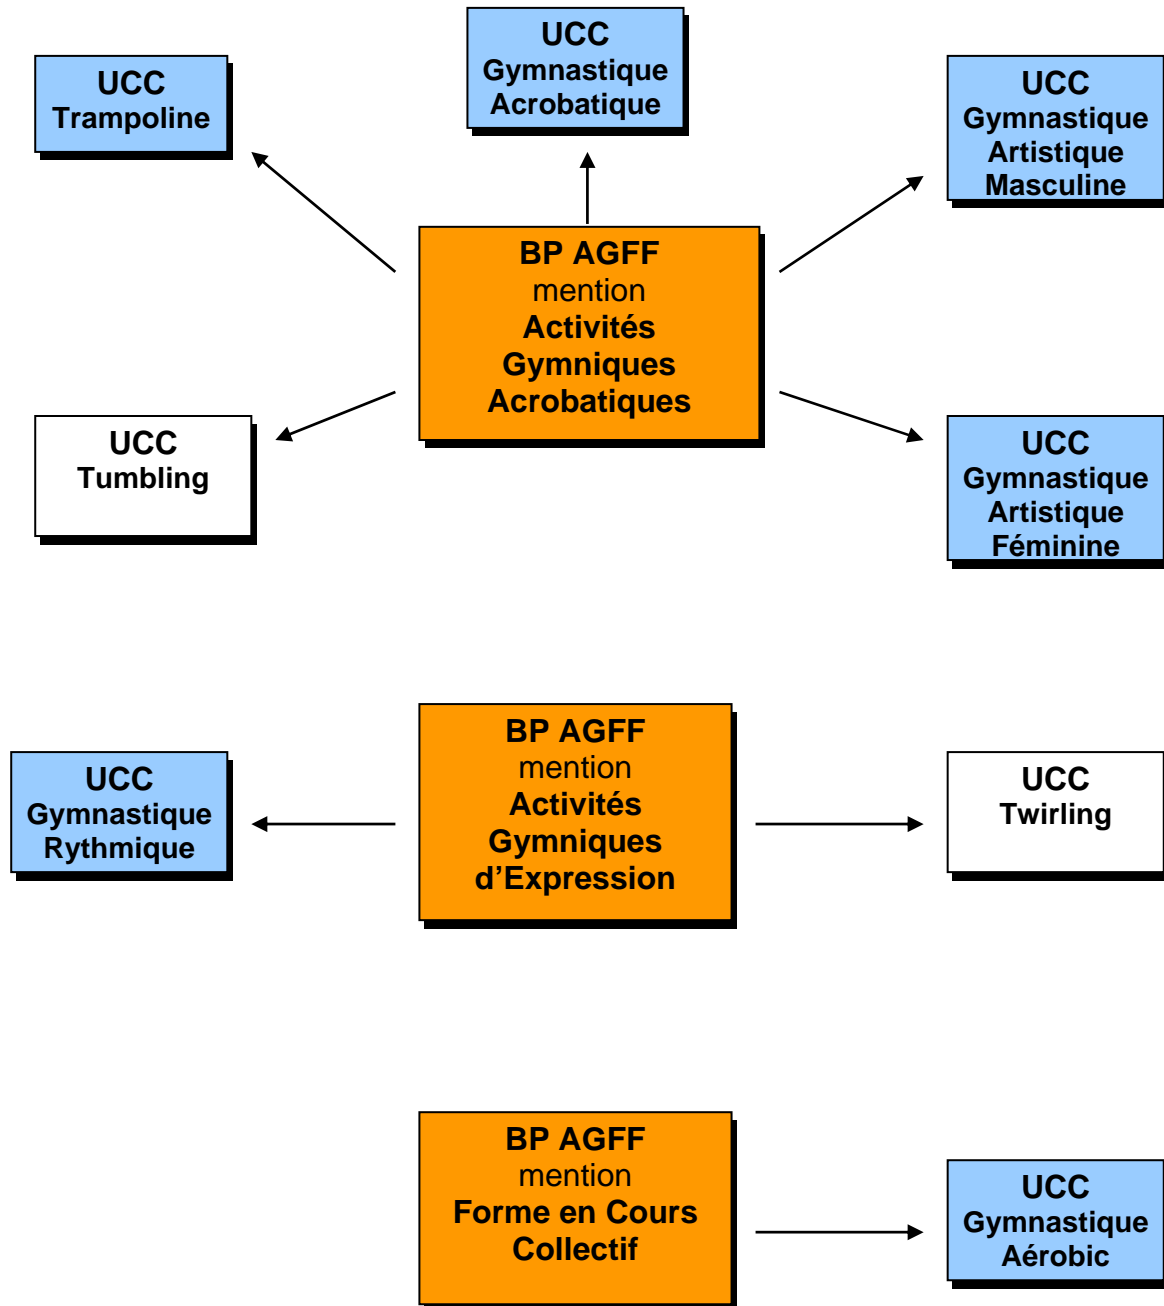 UCC
Gymnastique
Acrobatique
UCC
Trampoline
UCC
Gymnastique
Artistique
Masculine
BP AGFF
mention
Activités
Gymniques
Acrobatiques
UCC
Tumbling
UCC
Gymnastique
Artistique
Féminine
BP AGFF
mention
Activités
Gymniques
d’Expression
UCC
Gymnastique
Rythmique
UCC
Twirling
BP AGFF
mention
Forme en Cours
Collectif
UCC
Gymnastique
Aérobic